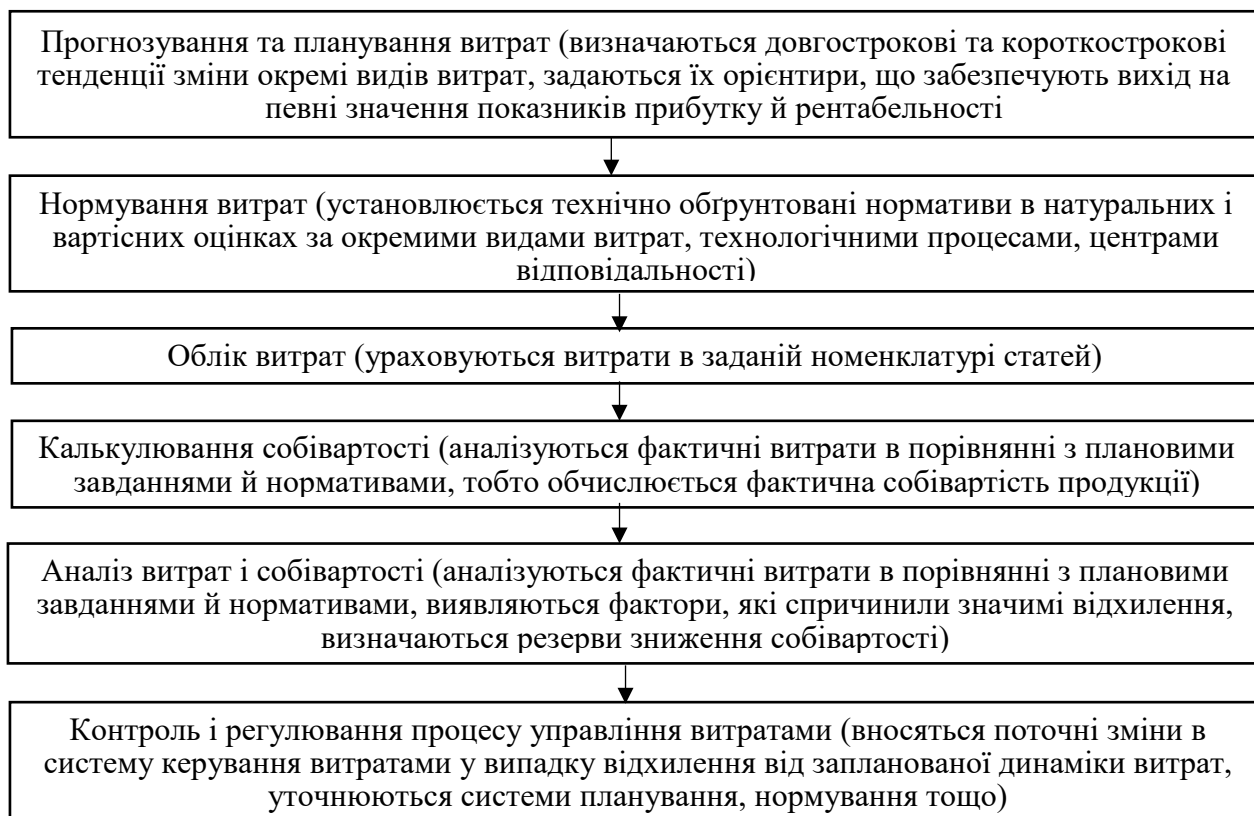 Прогнозування та планування витрат (визначаються довгострокові та короткострокові
тенденції зміни окремі видів витрат, задаються їх орієнтири, що забезпечують вихід на
певні значення показників прибутку й рентабельності
Нормування витрат (установлюється технічно обґрунтовані нормативи в натуральних і
вартісних оцінках за окремими видами витрат, технологічними процесами, центрами
відповідальності)
Облік витрат (ураховуються витрати в заданій номенклатурі статей)
Калькулювання собівартості (аналізуються фактичні витрати в порівнянні з плановими
завданнями й нормативами, тобто обчислюється фактична собівартість продукції)
Аналіз витрат і собівартості (аналізуються фактичні витрати в порівнянні з плановими
завданнями й нормативами, виявляються фактори, які спричинили значимі відхилення,
визначаються резерви зниження собівартості)
Контроль і регулювання процесу управління витратами (вносяться поточні зміни в
систему керування витратами у випадку відхилення від запланованої динаміки витрат,
уточнюються системи планування, нормування тощо)